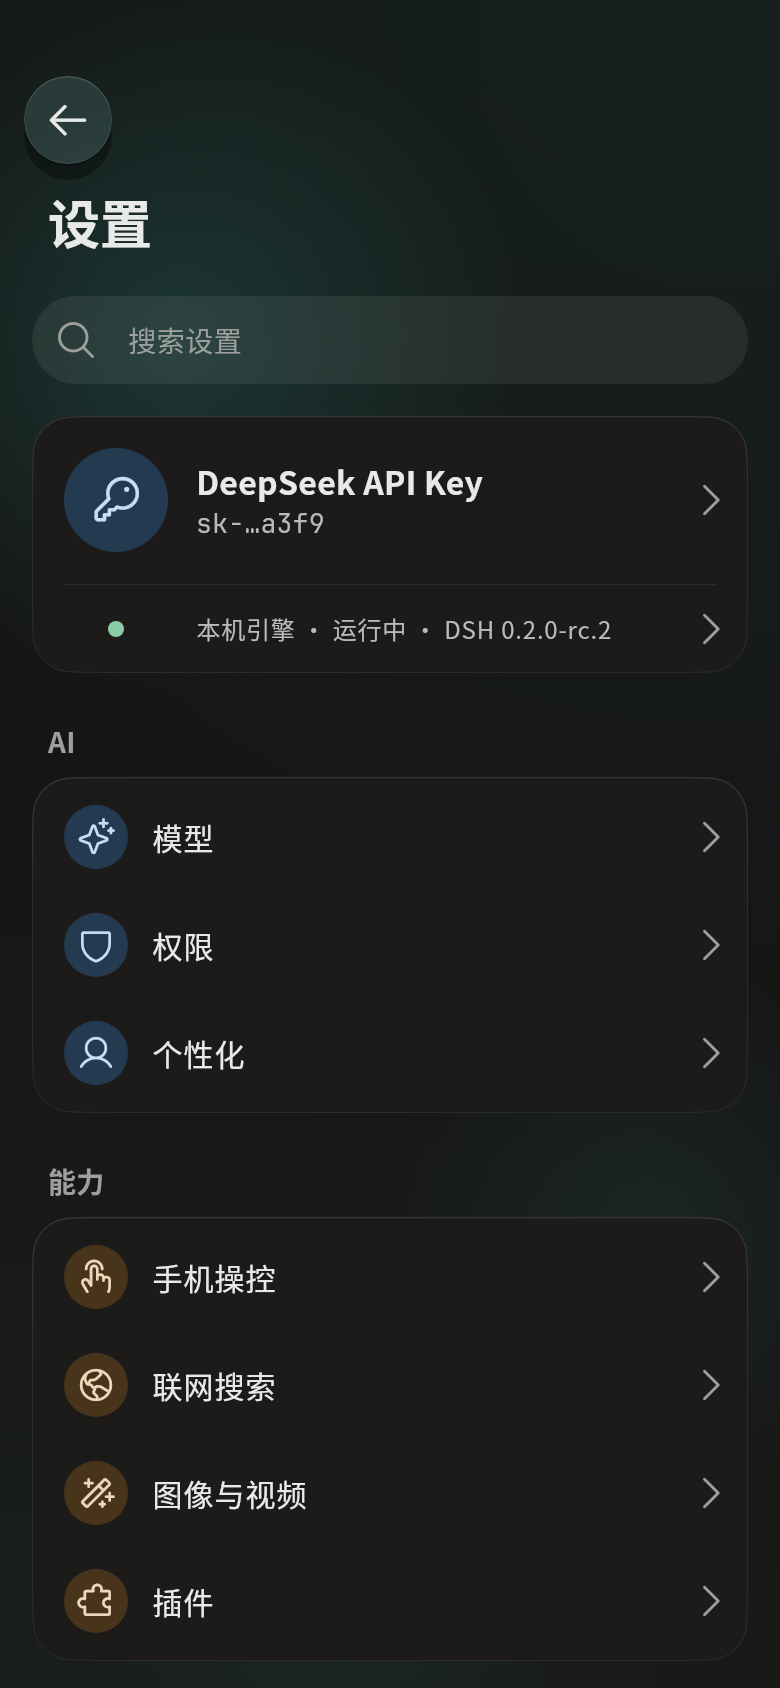 设置
搜索设置
DeepSeek API Key
sk-…a3f9
本机引擎 · 运行中 · DSH 0.2.0-rc.2
AI
模型
权限
个性化
能力
手机操控
联网搜索
图像与视频
插件